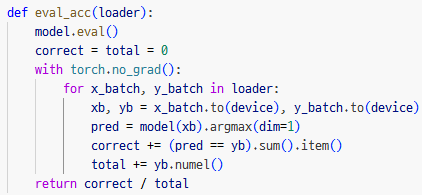 def eval_acc(loader):
    model.eval()
    correct = total = 0
    with torch.no_grad():
        for x_batch, y_batch in loader:
            xb, yb = x_batch.to(device), y_batch.to(device)
            pred = model(xb).argmax(dim=1)
            correct += (pred == yb).sum().item()
            total += yb.numel()
    return correct / total